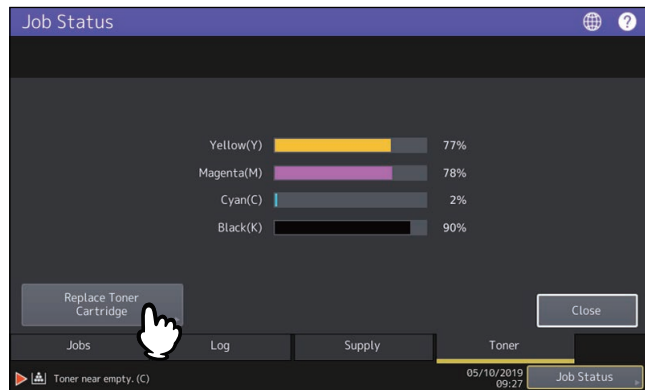 Job Status
?
Yellow(Y) 77%
Magenta(M) 78%
Cyan(C) 2%
Black(K) 90%
Replace Toner
Cartridge
Close
Jobs Log Supply Toner
Toner near empty. (C)
05/10/2019
09:27
Job Status